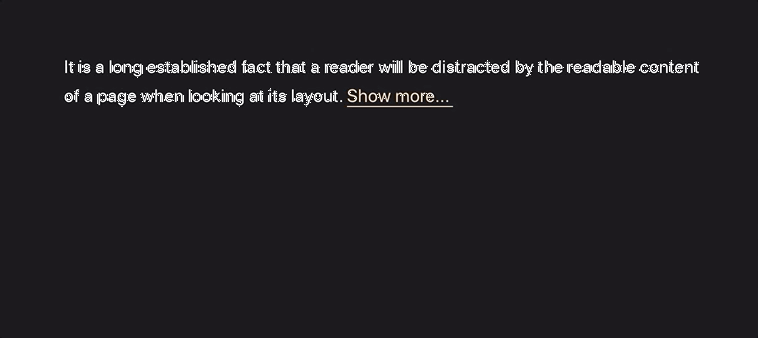 It is a long established fact that a reader will be distracted by the readable content
of a page when looking at its layout. Show more...